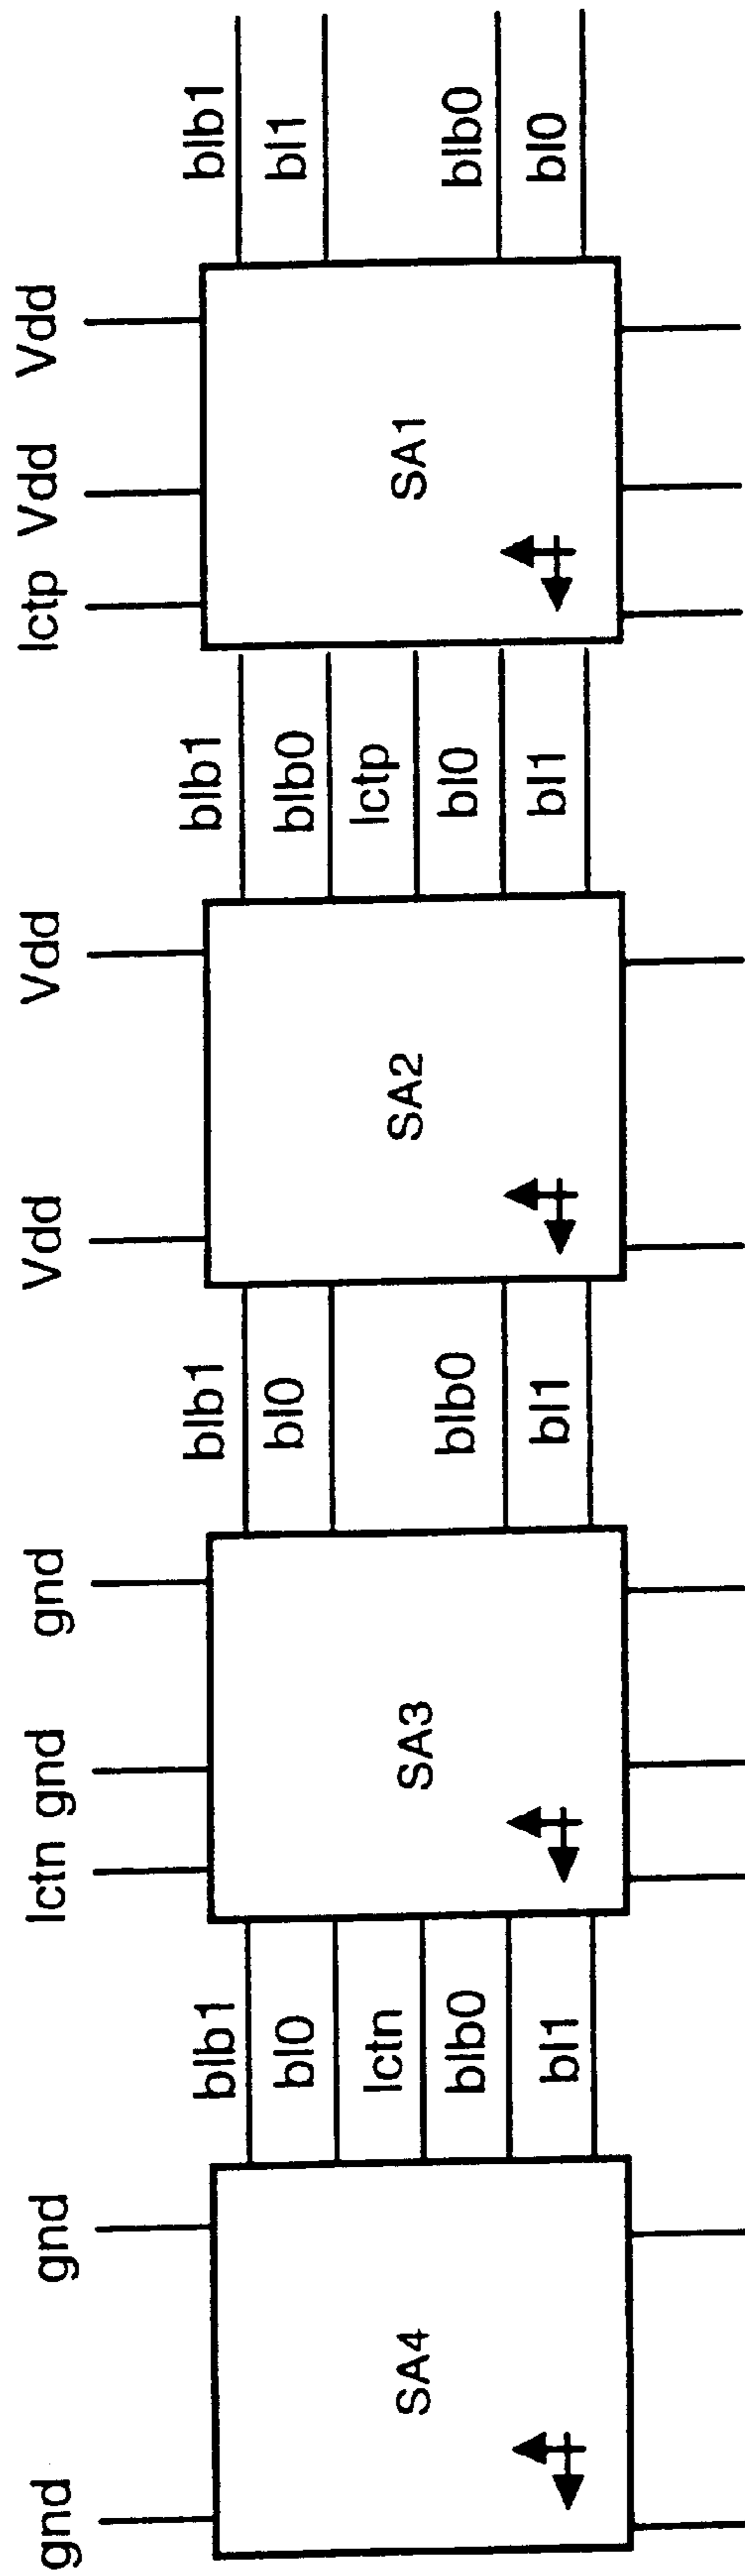 gnd gnd lctn gnd gnd Vdd Vdd lctp Vdd Vdd
blb1 blb1 blb1 blb1
bl0 bl0 blb0 bl1
lctn lctp
SA4 SA3 SA2 SA1
blb0 blb0 bl0 blb0
bl1 bl1 bl1 bl0